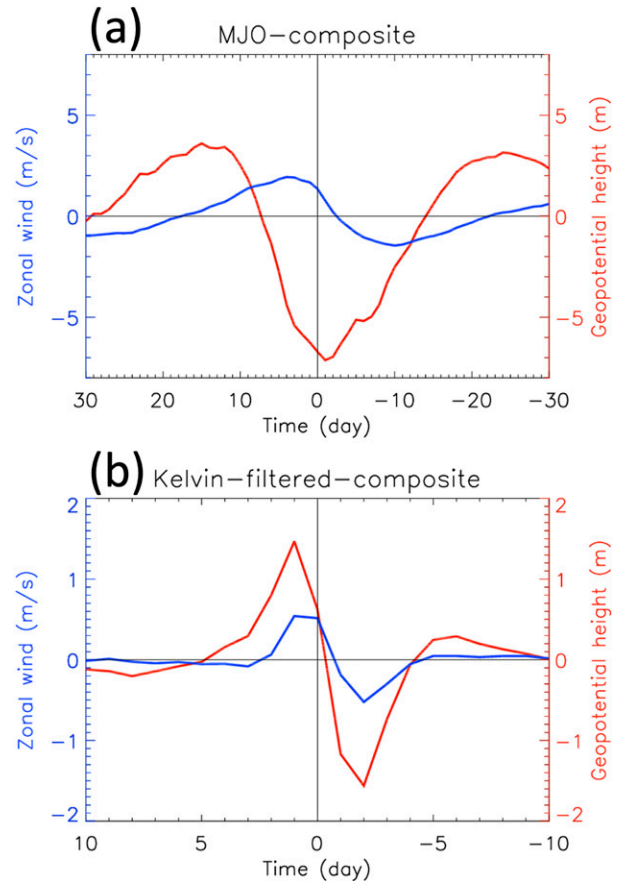 (a)
MJO-composite
Zonal wind (m/s)
5
0
-5
5
0
-5
Geopotential height (m)
30 20 10 0 -10 -20 -30
Time (day)
(b)
Kelvin-filtered-composite
Zonal wind (m/s)
2
1
0
-1
-2
2
1
0
-1
-2
Geopotential height (m)
10 5 0 -5 -10
Time (day)